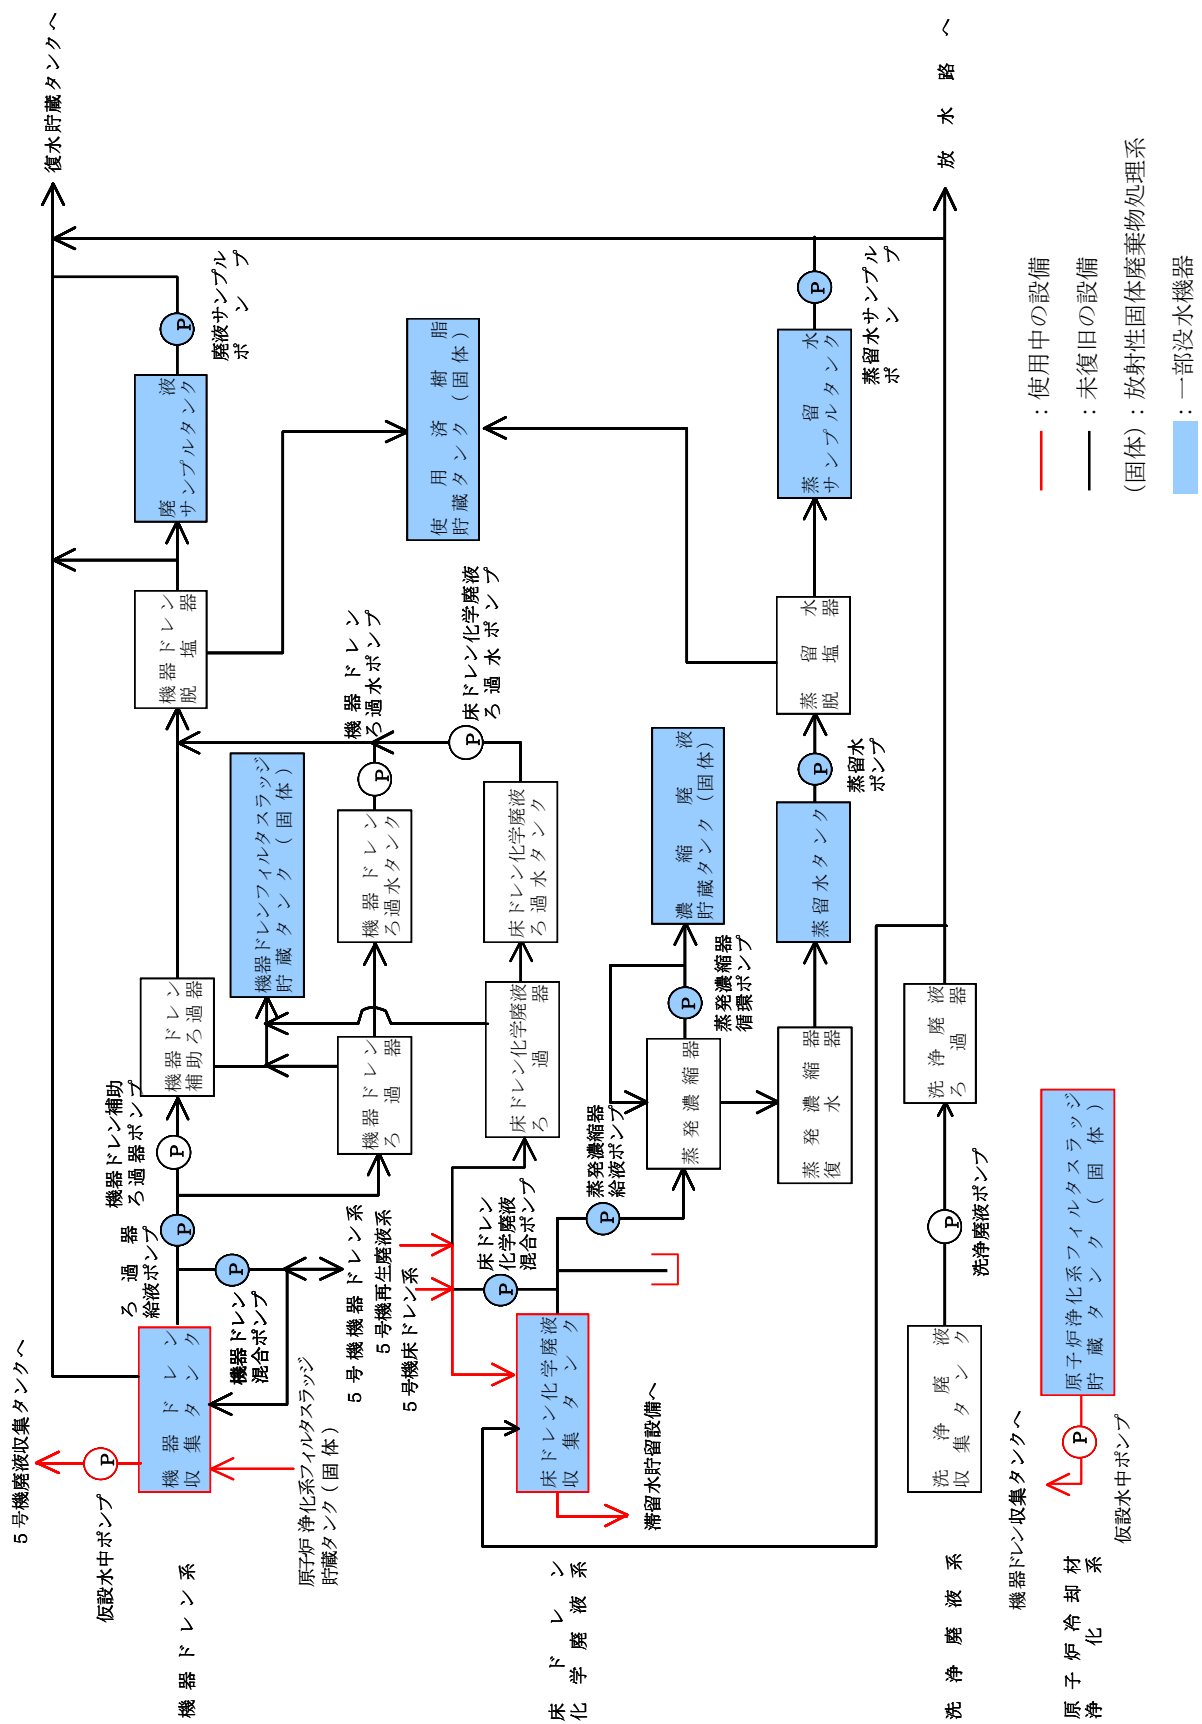 復水貯蔵タンクへ
放水路へ
廃液サンプル
ポンプ
廃液
サンプルタンク
使用済樹脂
貯蔵タンク（固体）
蒸留水サンプル
ポンプ
蒸留水
サンプルタンク
機器ドレン
脱塩器
機器ドレン
ろ過水ポンプ
床ドレン化学廃液
ろ過水ポンプ
蒸留水
脱塩器
機器ドレンフィルタスラッジ
貯蔵タンク（固体）
機器ドレン
ろ過水タンク
床ドレン化学廃液
ろ過水タンク
濃縮廃液
貯蔵タンク（固体）
蒸留水タンク
蒸留水
ポンプ
機器ドレン補助
ろ過器ポンプ
機器ドレン
補助ろ過器
機器ドレン
ろ過器
床ドレン化学廃液
ろ過器
蒸発濃縮器
循環ポンプ
蒸発濃縮器
蒸発濃縮器
復水器
洗浄廃液
ろ過器
ろ過器
給液ポンプ
機器ドレン
混合ポンプ
5号機機器ドレン系
5号機再生廃液系
5号機床ドレン系
床ドレン
化学廃液
混合ポンプ
蒸発濃縮器
給液ポンプ
洗浄廃液ポンプ
5号機廃液収集タンクへ
仮設水中ポンプ
機器ドレン
収集タンク
原子炉浄化系フィルタスラッジ
貯蔵タンク（固体）
床ドレン化学廃液
収集タンク
滞留水貯留設備へ
洗浄廃液
収集タンク
機器ドレン収集タンクへ
原子炉浄化系フィルタスラッジ
貯蔵タンク（固体）
仮設水中ポンプ
機器ドレン系
床ドレン
化学廃液系
洗浄廃液系
原子炉冷却材
浄化系
P
P
P
P
P
P
P
P
P
P
P
P
P
P
：使用中の設備
：未復旧の設備
（固体）：放射性固体廃棄物処理系
：一部没水機器